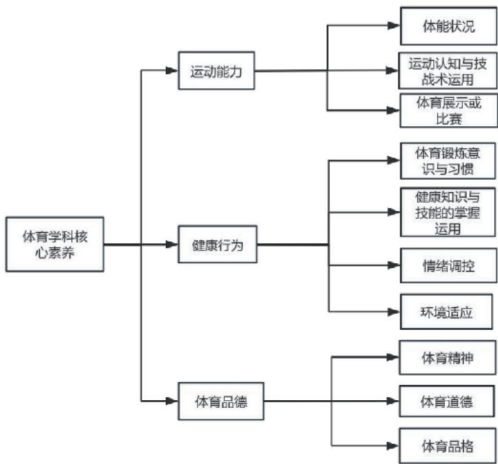 体能状况
运动能力
运动认知与技
战术运用
体育展示或
比赛
体育锻炼意
识与习惯
健康知识与
技能的掌握
运用
体育学科核
心素养
健康行为
情绪调控
环境适应
体育精神
体育品德
体育道德
体育品格